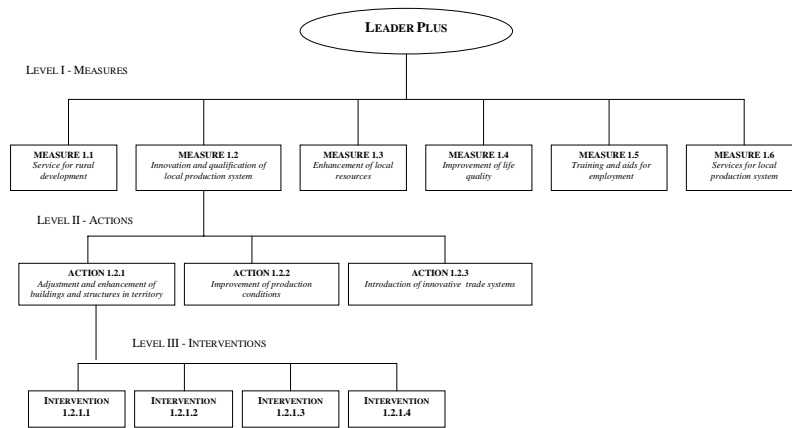 LEADER PLUS
LEVEL I - MEASURES
MEASURE 1.1
Service for rural
development
MEASURE 1.2
Innovation and qualification of
local production system
MEASURE 1.3
Enhancement of local
resources
MEASURE 1.4
Improvement of life
quality
MEASURE 1.5
Training and aids for
employment
MEASURE 1.6
Services for local
production system
LEVEL II - ACTIONS
ACTION 1.2.1
Adjustment and enhancement of
buildings and structures in territory
ACTION 1.2.2
Improvement of production
conditions
ACTION 1.2.3
Introduction of innovative trade systems
LEVEL III - INTERVENTIONS
INTERVENTION
1.2.1.1
INTERVENTION
1.2.1.2
INTERVENTION
1.2.1.3
INTERVENTION
1.2.1.4